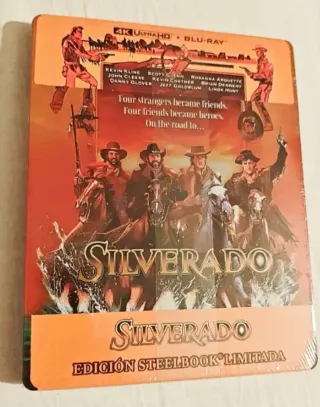 4K ULTRA HD + BLU-RAY
KEVIN KLINE SCOTT GLENN ROSANNA ARQUETTE
JOHN CLEESE KEVIN COSTNER BRIAN DENNEHY
DANNY GLOVER JEFF GOLDBLUM LINDA HUNT
Four strangers became friends.
Four friends became heroes.
On the road to...
SILVERADO
SILVERADO
EDICIÓN STEELBOOK® LIMITADA